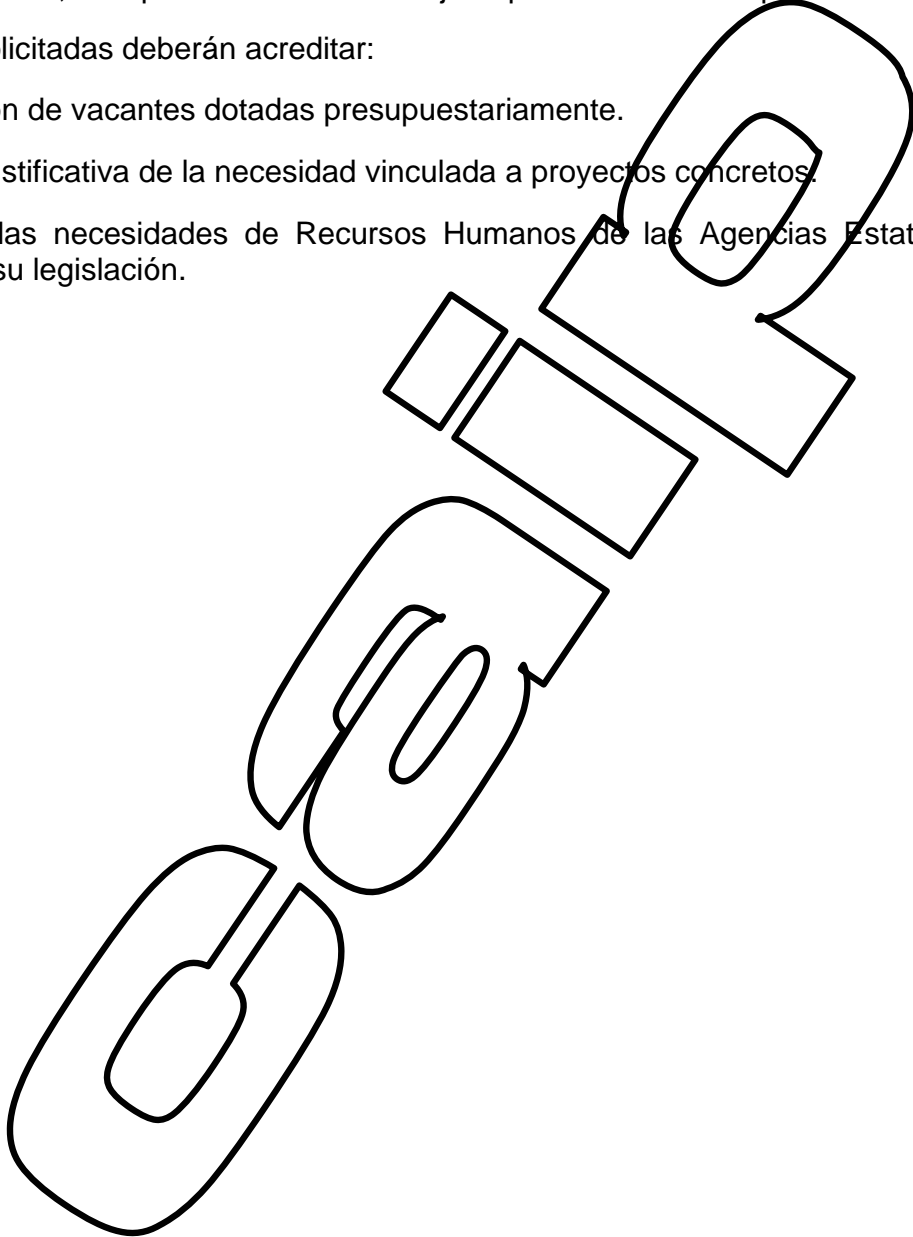 licitadas deberán acreditar:
n de vacantes dotadas presupuestariamente.
stificativa de la necesidad vinculada a proyectos concretos.
las necesidades de Recursos Humanos de las Agencias Estat
su legislación.
Ceip